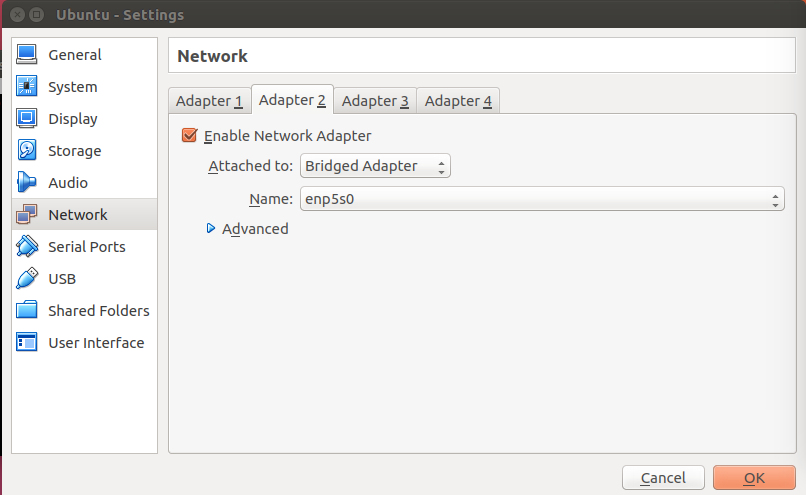 Ubuntu - Settings
General
System
Display
Storage
Audio
Network
Serial Ports
USB
Shared Folders
User Interface
Network
Adapter 1 Adapter 2 Adapter 3 Adapter 4
Enable Network Adapter
Attached to: Bridged Adapter
Name: enp5s0
Advanced
Cancel OK